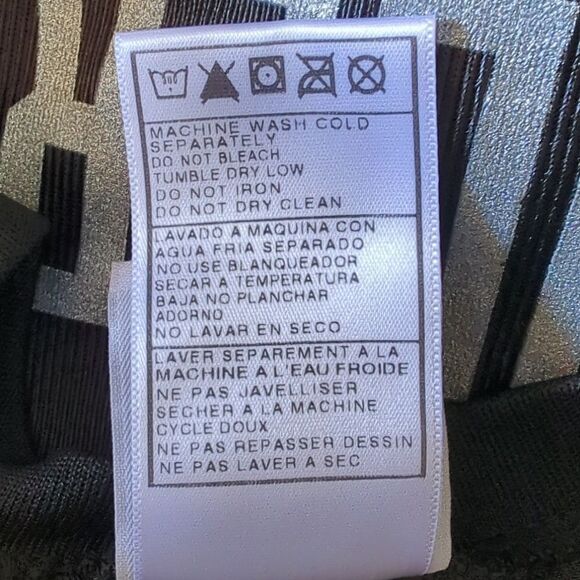 MACHINE WASH COLD
SEPARATELY
DO NOT BLEACH
TUMBLE DRY LOW
DO NOT IRON
DO NOT DRY CLEAN
LAVADO A MAQUINA CON
AGUA FRIA SEPARADO
NO USE BLANQUEADOR
SECAR A TEMPERATURA
BAJA NO PLANCHAR
ADORNO
NO LAVAR EN SECO
LAVER SEPAREMENT À LA
MACHINE A L'EAU FROIDE
NE PAS JAVELLISER
SECHER A LA MACHINE
CYCLE DOUX
NE PAS REPASSER DESSIN
NE PAS LAVER A SEC